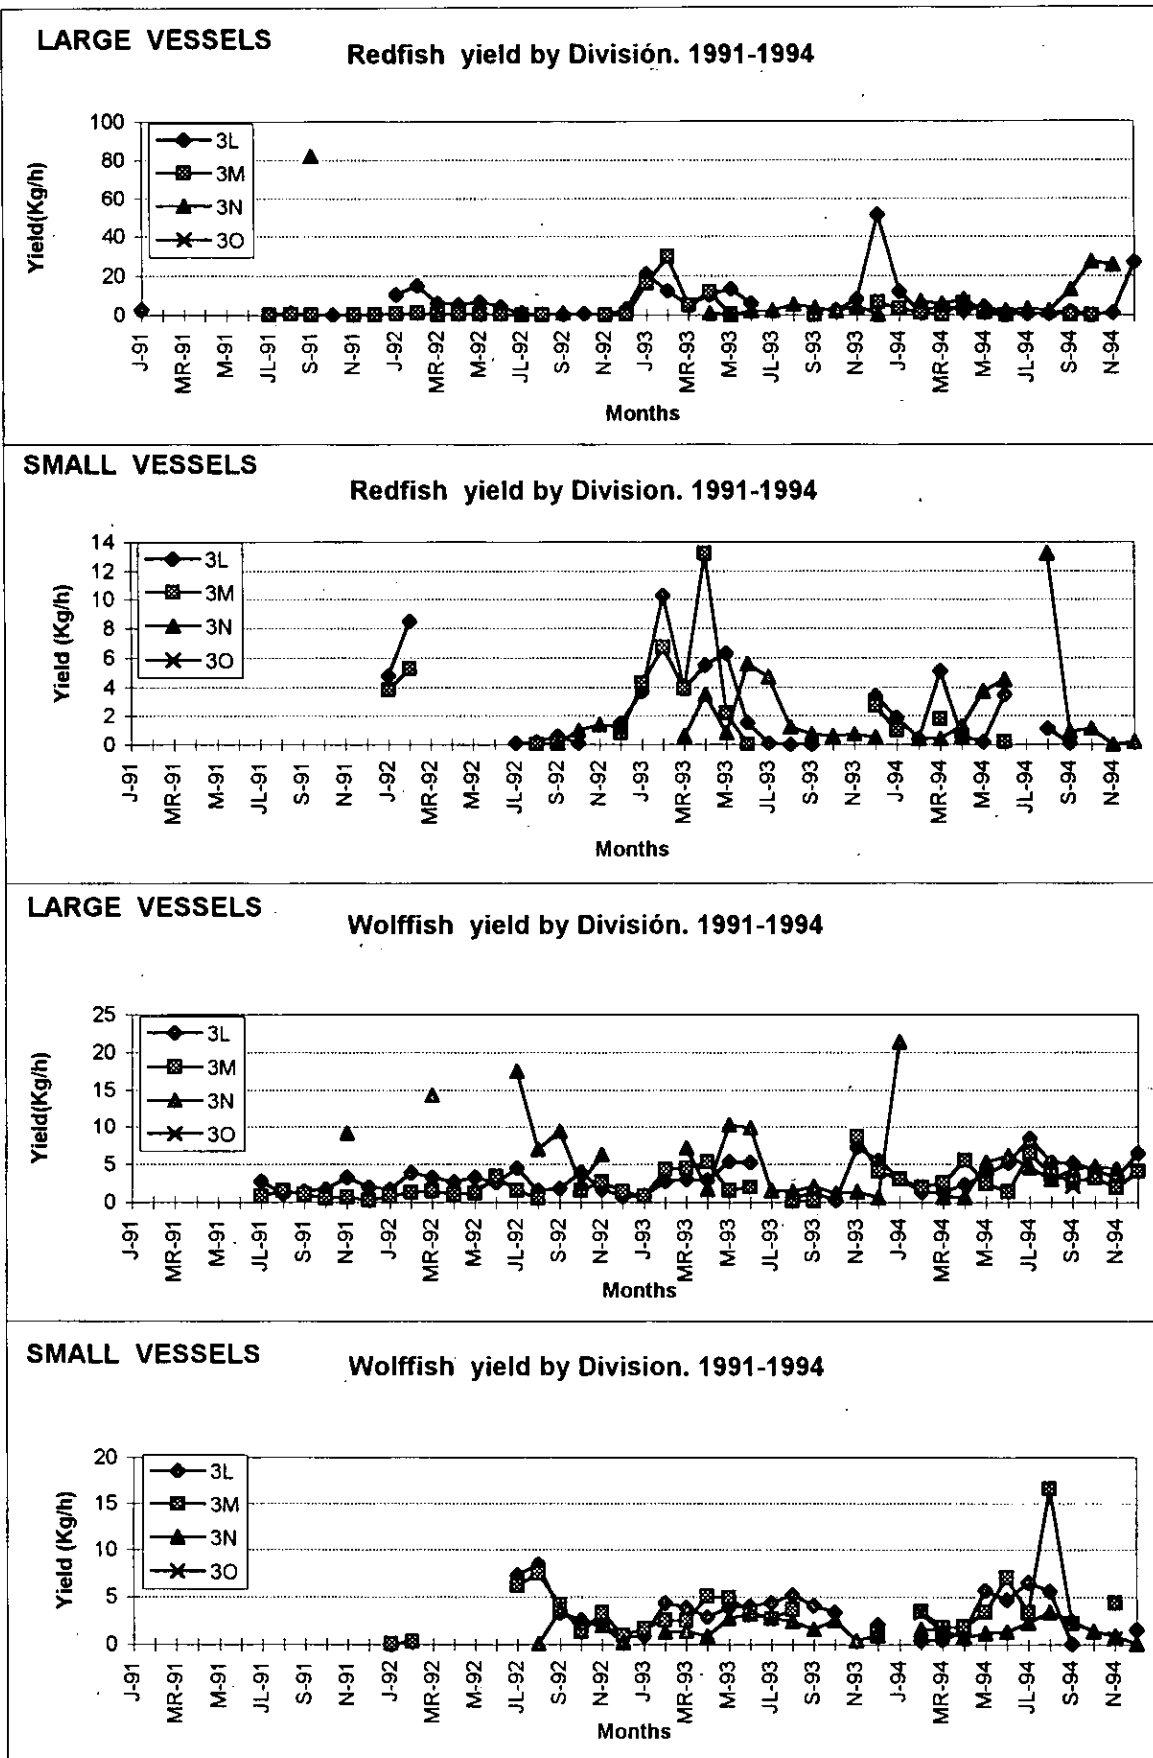 LARGE VESSELS
Redfish yield by División. 1991-1994
Yield(Kg/h)
100
80
60
40
20
0
3L
3M
3N
3O
J-91
MR-91
M-91
JL-91
S-91
N-91
J-92
MR-92
M-92
JL-92
S-92
N-92
J-93
MR-93
M-93
JL-93
S-93
N-93
J-94
MR-94
M-94
JL-94
S-94
N-94
Months
SMALL VESSELS
Redfish yield by Division. 1991-1994
Yield (Kg/h)
14
12
10
8
6
4
2
0
3L
3M
3N
3O
J-91
MR-91
M-91
JL-91
S-91
N-91
J-92
MR-92
M-92
JL-92
S-92
N-92
J-93
MR-93
M-93
JL-93
S-93
N-93
J-94
MR-94
M-94
JL-94
S-94
N-94
Months
LARGE VESSELS
Wolffish yield by División. 1991-1994
Yield(Kg/h)
25
20
15
10
5
0
3L
3M
3N
3O
J-91
MR-91
M-91
JL-91
S-91
N-91
J-92
MR-92
M-92
JL-92
S-92
N-92
J-93
MR-93
M-93
JL-93
S-93
N-93
J-94
MR-94
M-94
JL-94
S-94
N-94
Months
SMALL VESSELS
Wolffish yield by Division. 1991-1994
Yield (Kg/h)
20
15
10
5
0
3L
3M
3N
3O
J-91
MR-91
M-91
JL-91
S-91
N-91
J-92
MR-92
M-92
JL-92
S-92
N-92
J-93
MR-93
M-93
JL-93
S-93
N-93
J-94
MR-94
M-94
JL-94
S-94
N-94
Months